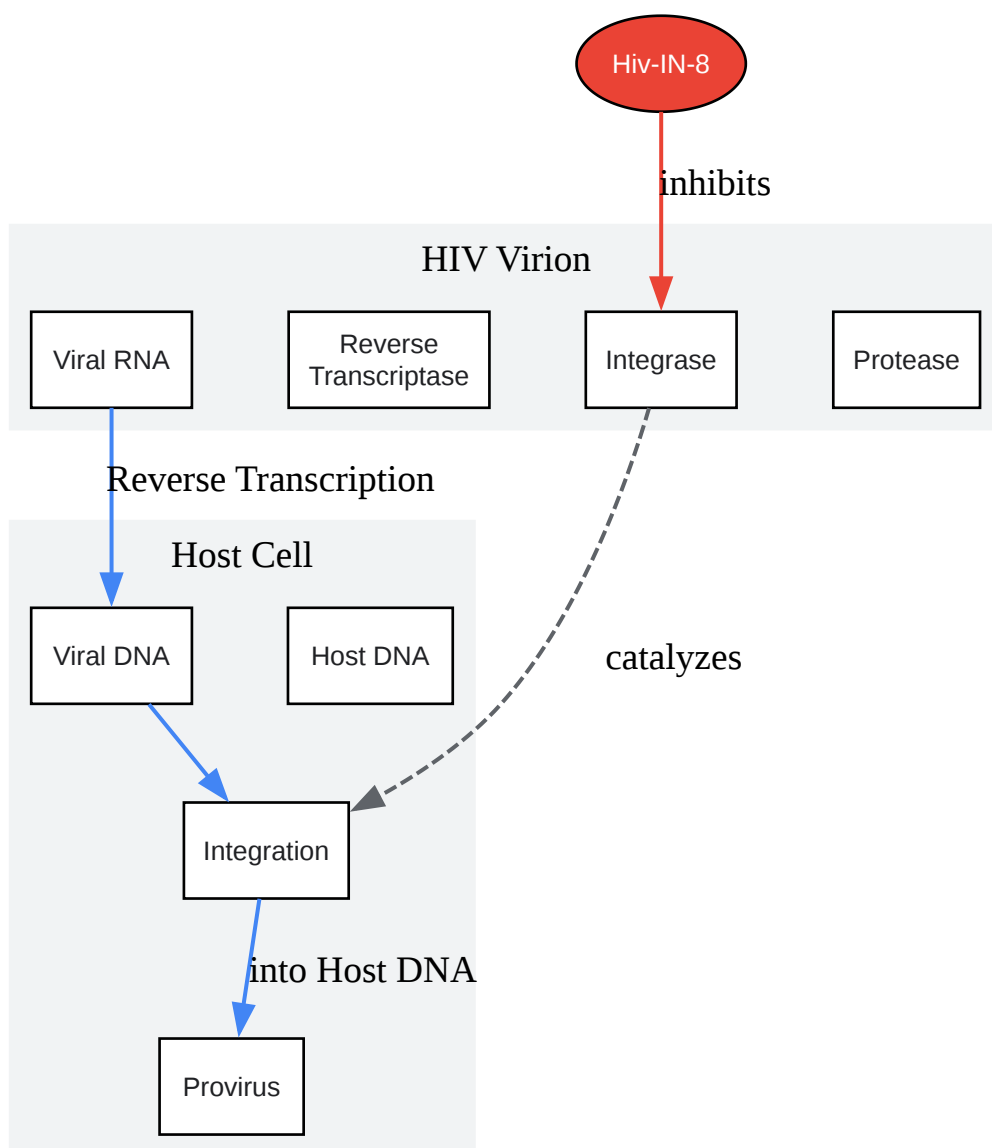 Hiv-IN-8
inhibits
HIV Virion
Viral RNA
Reverse
Transcriptase
Integrase
Protease
Reverse Transcription
Host Cell
Viral DNA
Host DNA
catalyzes
Integration
into Host DNA
Provirus